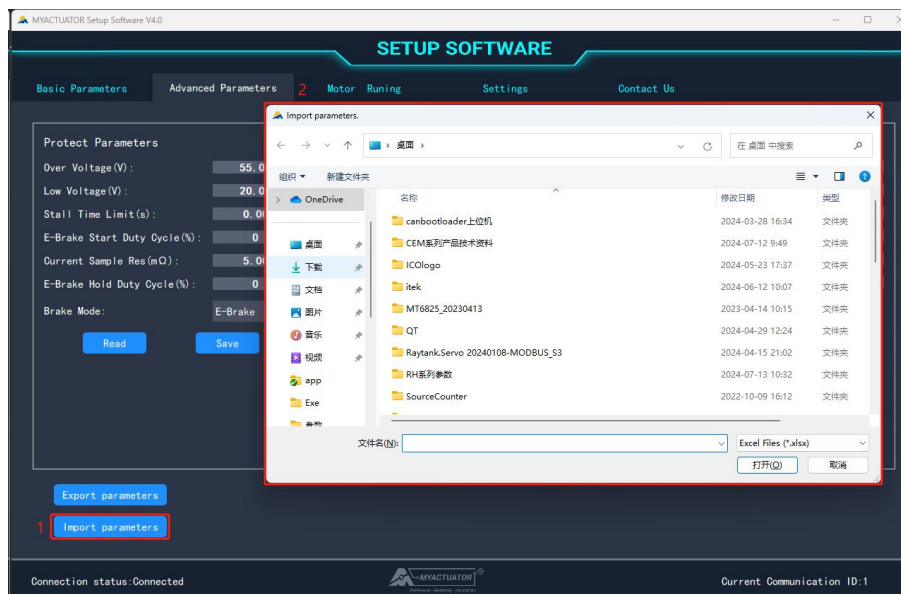 MYACTUATOR Setup Software V4.0
SETUP SOFTWARE
Basic Parameters Advanced Parameters 2 Motor Runing Settings Contact Us
Import parameters.
桌面
在 桌面 中搜索
组织 新建文件夹
名称 修改日期 类型
OneDrive
桌面
下载
文档
图片
音乐
视频
app
Exe
canbootloader上位机 2024-03-28 16:34 文件夹
CEM系列产品技术资料 2024-07-12 9:49 文件夹
ICOlogo 2024-05-23 17:37 文件夹
itek 2024-06-12 10:07 文件夹
MT6825_20230413 2023-04-14 10:15 文件夹
QT 2024-04-29 12:24 文件夹
Raytank.Servo 20240108-MODBUS_S3 2024-04-15 21:02 文件夹
RH系列参数 2024-07-13 10:32 文件夹
SourceCounter 2022-10-09 16:12 文件夹
文件名(N): Excel Files (*.xlsx)
打开(O) 取消
Protect Parameters
Over Voltage(V): 55.0
Low Voltage(V): 20.0
Stall Time Limit(s): 0.00
E-Brake Start Duty Cycle(%): 0
Current Sample Res(mΩ): 5.00
E-Brake Hold Duty Cycle(%): 0
Brake Mode: E-Brake
Read Save
Export parameters
1 Import parameters
Connection status:Connected
MYACTUATOR®
Current Communication ID:1